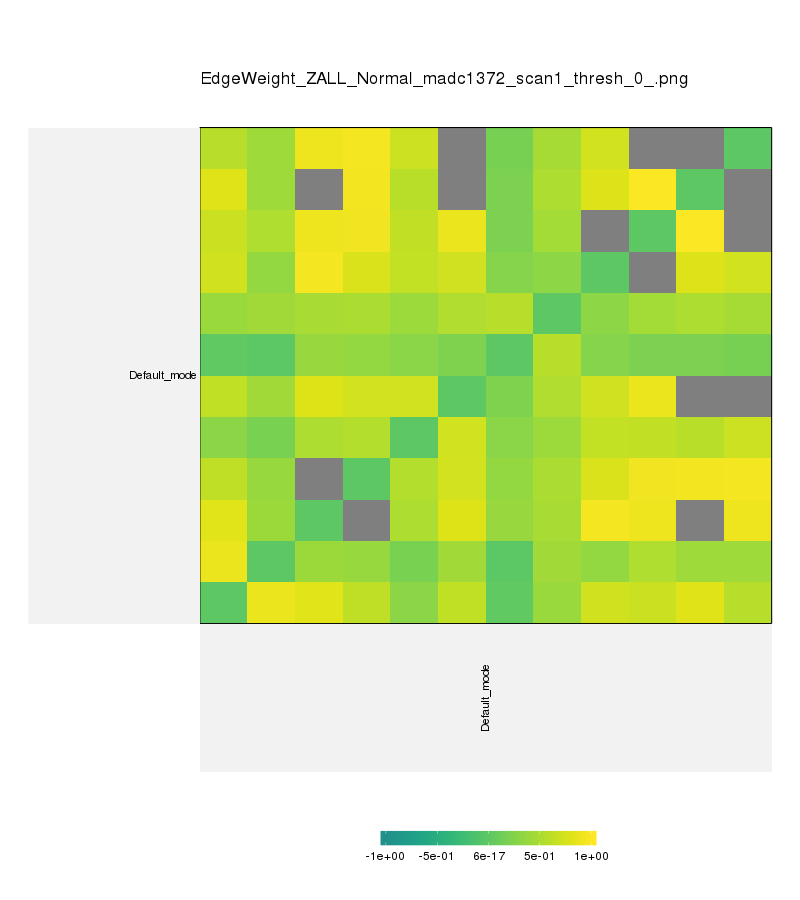 EdgeWeight_ZALL_Normal_madc1372_scan1_thresh_0_.png
Default_mode
Default_mode
-1e+00 -5e-01 6e-17 5e-01 1e+00